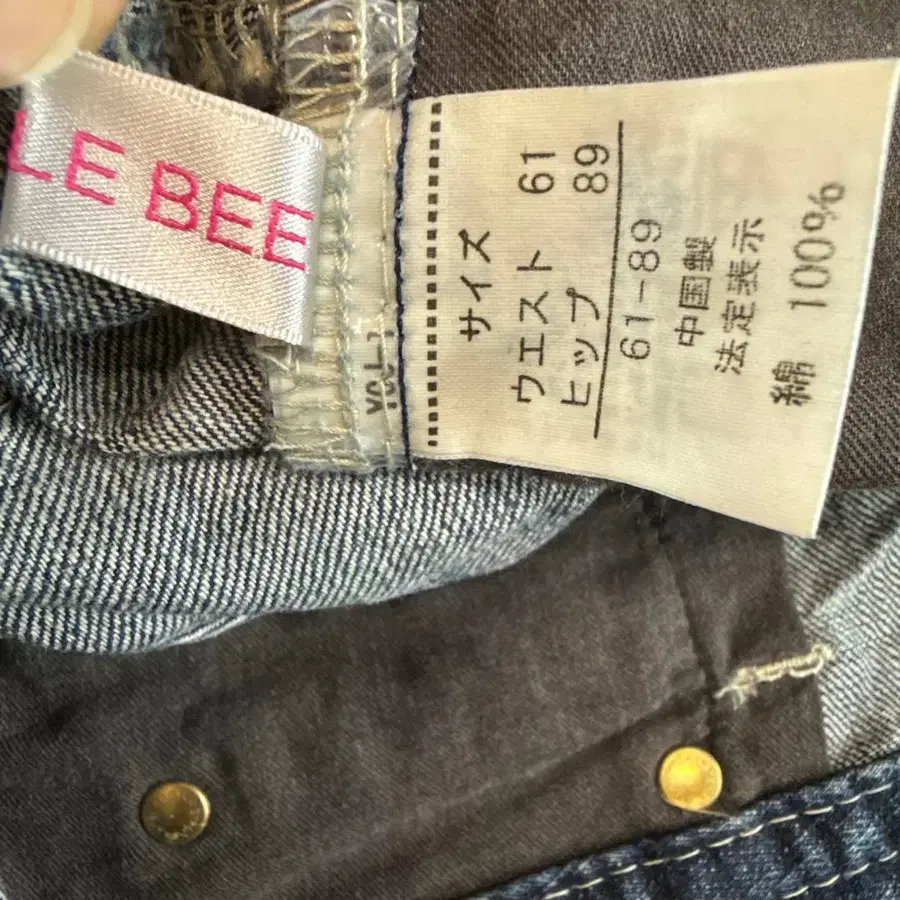 LE BEE
サイズ
ウエスト 61
ヒップ 89
61-89
中国製
法定表示
綿 100%